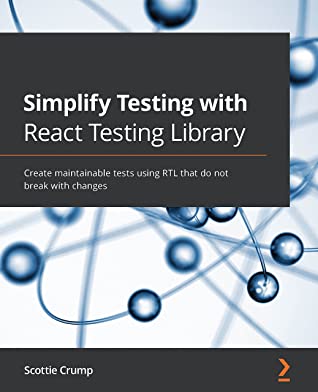 Simplify Testing with
React Testing Library
Create maintainable tests using RTL that do not
break with changes
Scottie Crump